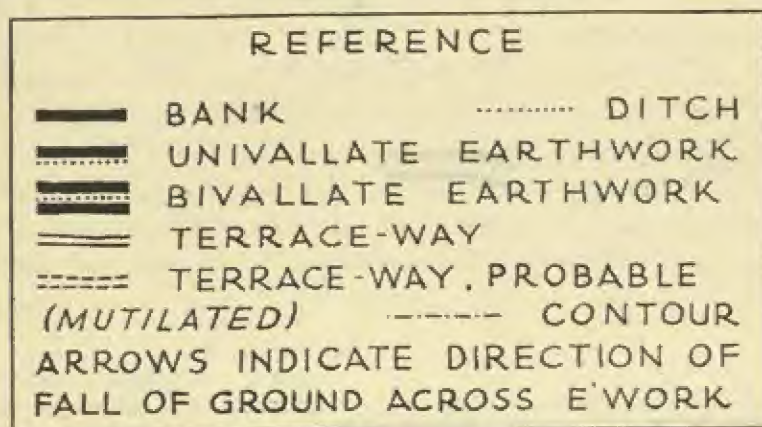 REFERENCE
BANK DITCH
UNIVALLATE EARTHWORK
BIVALLATE EARTHWORK
TERRACE-WAY
TERRACE-WAY, PROBABLE
(MUTILATED) CONTOUR
ARROWS INDICATE DIRECTION OF
FALL OF GROUND ACROSS E'WORK